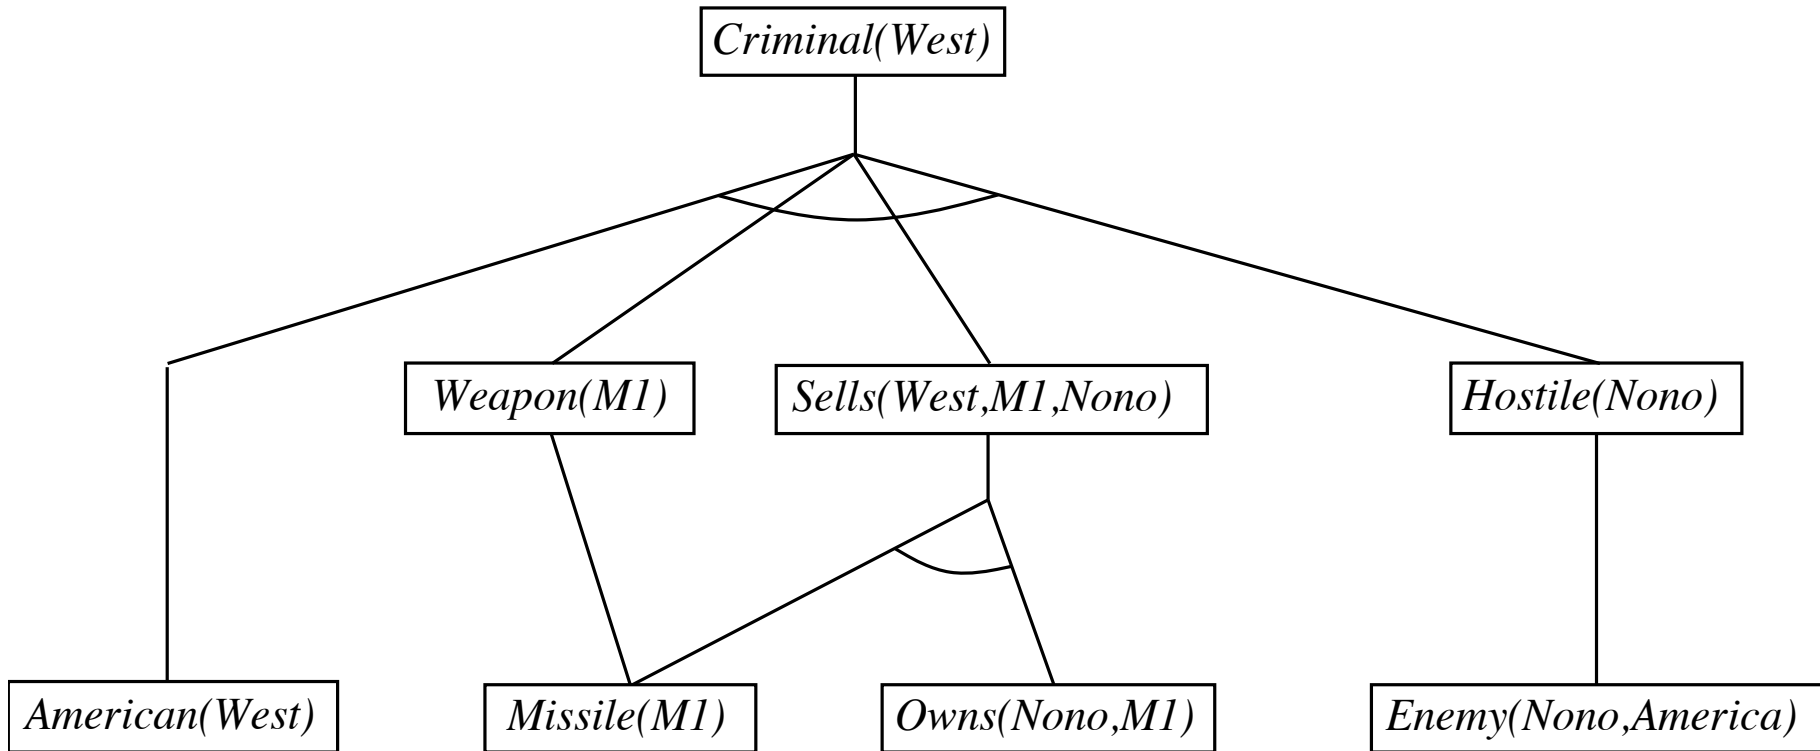 Criminal(West)
Weapon(M1)
Sells(West,M1,Nono)
Hostile(Nono)
American(West)
Missile(M1)
Owns(Nono,M1)
Enemy(Nono,America)